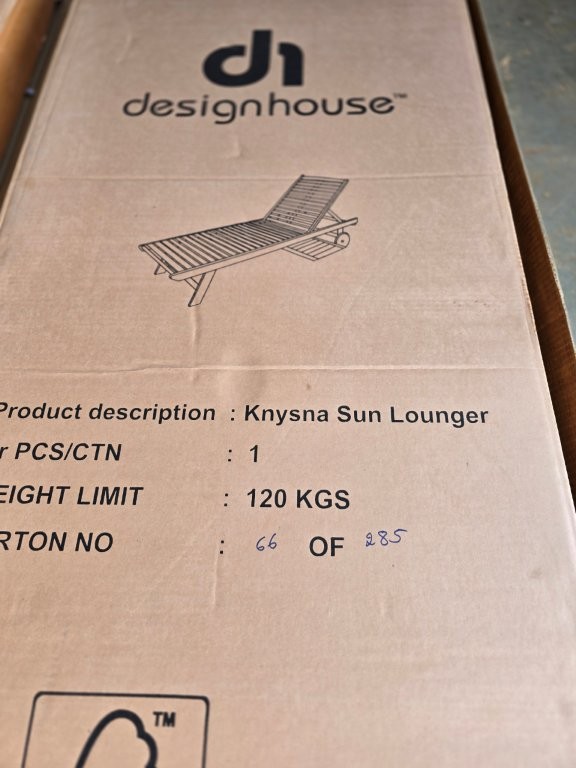 d1
designhouse™
Product description : Knysna Sun Lounger
r PCS/CTN : 1
EIGHT LIMIT : 120 KGS
RTON NO : 66 OF 285
TM